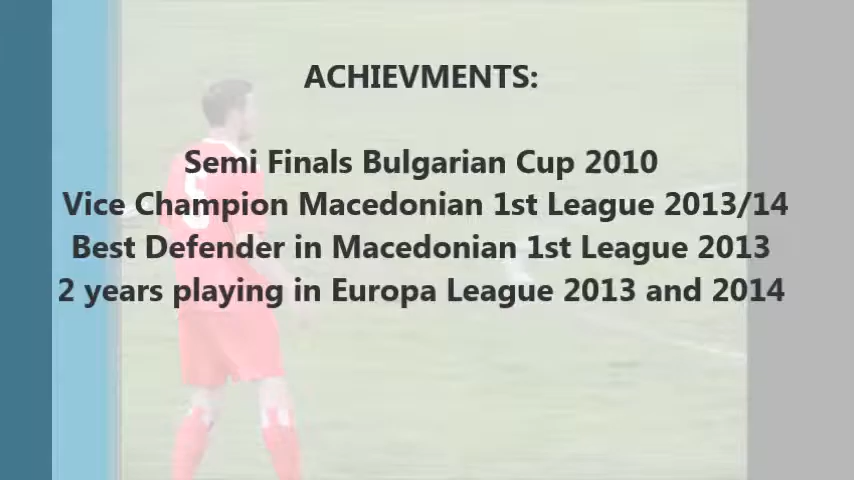 ACHIEVMENTS:
Semi Finals Bulgarian Cup 2010
Vice Champion Macedonian 1st League 2013/14
Best Defender in Macedonian 1st League 2013
2 years playing in Europa League 2013 and 2014